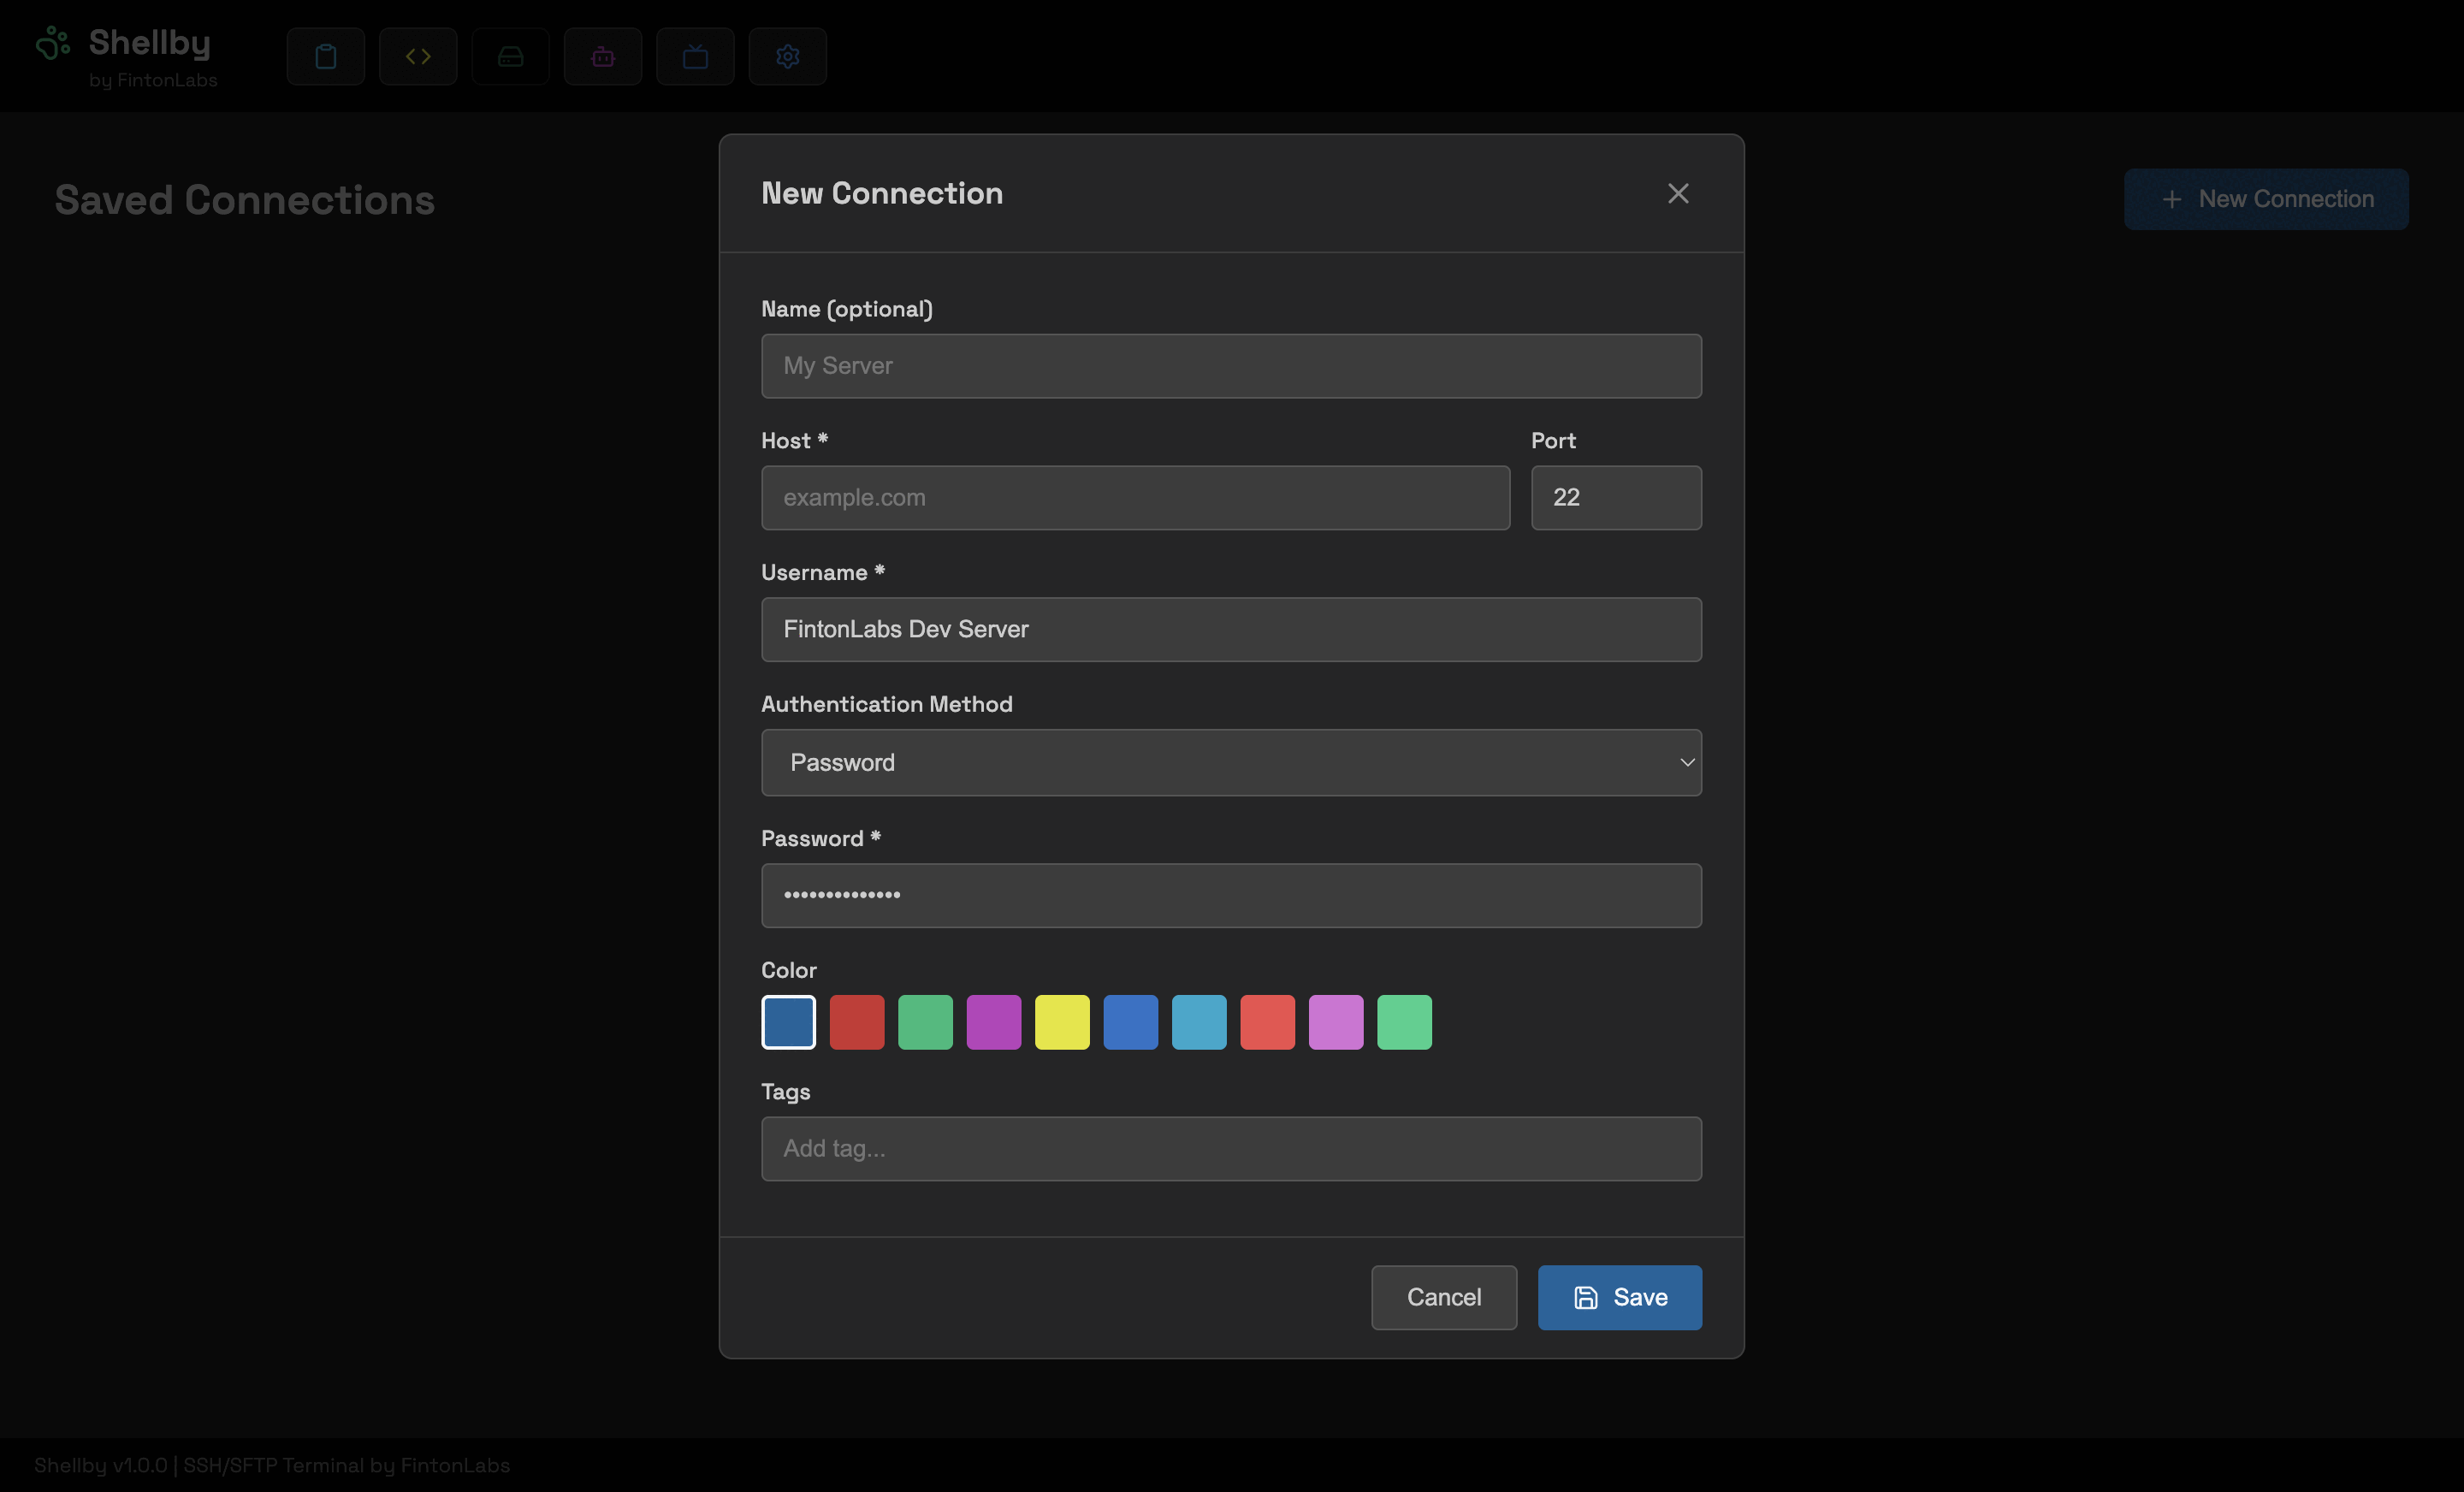 Shellby
by FintonLabs
Saved Connections
New Connection
New Connection
Name (optional)
My Server
Host * Port
example.com 22
Username *
FintonLabs Dev Server
Authentication Method
Password
Password *
••••••••••••••
Color
Tags
Add tag...
Cancel Save
Shellby v1.0.0 | SSH/SFTP Terminal by FintonLabs